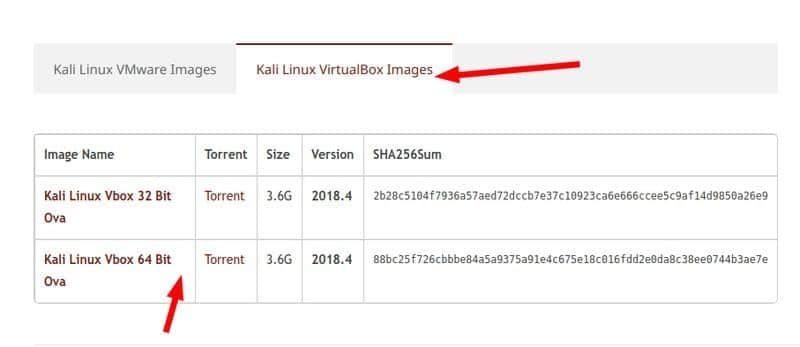 Kali Linux VMware Images Kali Linux VirtualBox Images
Image Name Torrent Size Version SHA256Sum
Kali Linux Vbox 32 Bit Torrent 3.6G 2018.4 2b28c5104f7936a57aed72dccb7e37c10923ca6e666ccee5c9af14d9850a26e9
Ova
Kali Linux Vbox 64 Bit Torrent 3.6G 2018.4 88bc25f726cbbbe84a5a9375a91e4c675e18c016fdd2e0da8c38ee0744b3ae7e
Ova